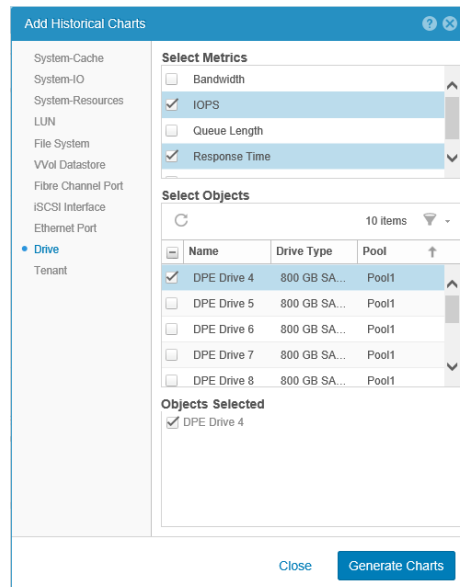 Add Historical Charts
System-Cache
System-IO
System-Resources
LUN
File System
VVol Datastore
Fibre Channel Port
iSCSI Interface
Ethernet Port
Drive
Tenant
Select Metrics
Bandwidth
IOPS
Queue Length
Response Time
Select Objects
10 items
Name Drive Type Pool
DPE Drive 4 800 GB SA... Pool1
DPE Drive 5 800 GB SA... Pool1
DPE Drive 6 800 GB SA... Pool1
DPE Drive 7 800 GB SA... Pool1
DPE Drive 8 800 GB SA... Pool1
Objects Selected
DPE Drive 4
Close Generate Charts